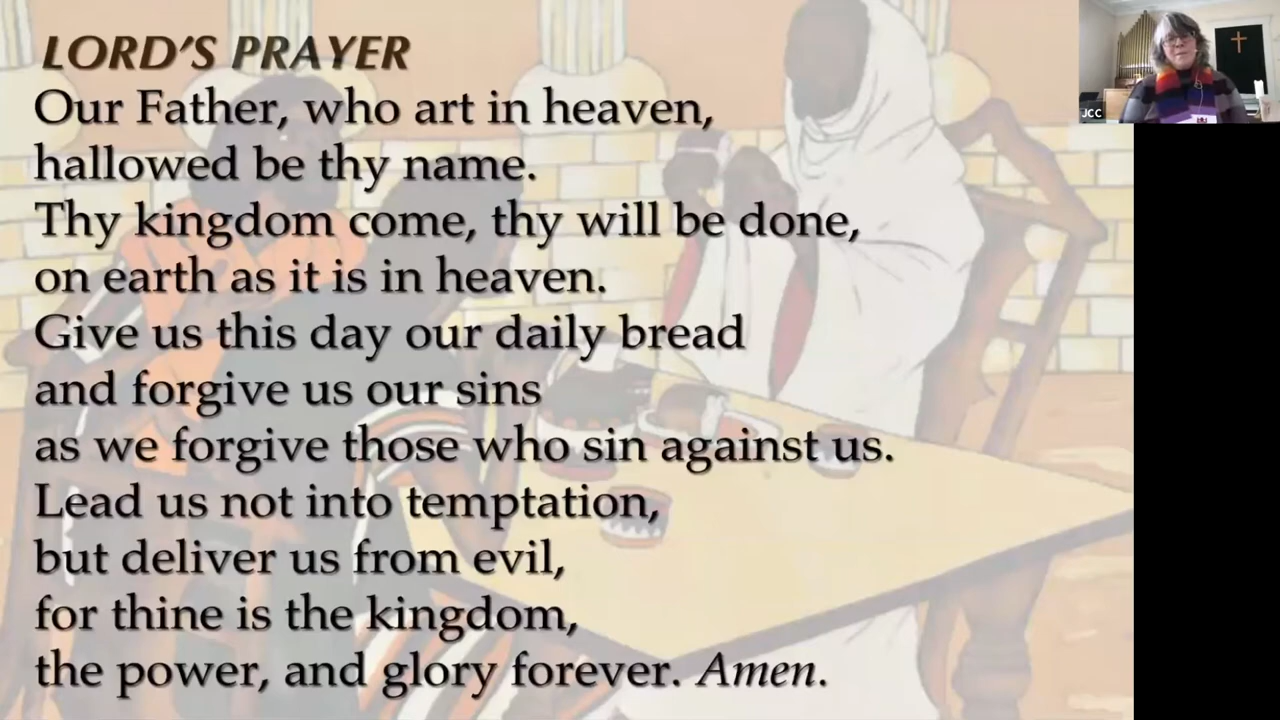 LORD'S PRAYER
Our Father, who art in heaven,
hallowed be thy name.
Thy kingdom come, thy will be done,
on earth as it is in heaven.
Give us this day our daily bread
and forgive us our sins
as we forgive those who sin against us.
Lead us not into temptation,
but deliver us from evil,
for thine is the kingdom,
the power, and glory forever. Amen.
JCC